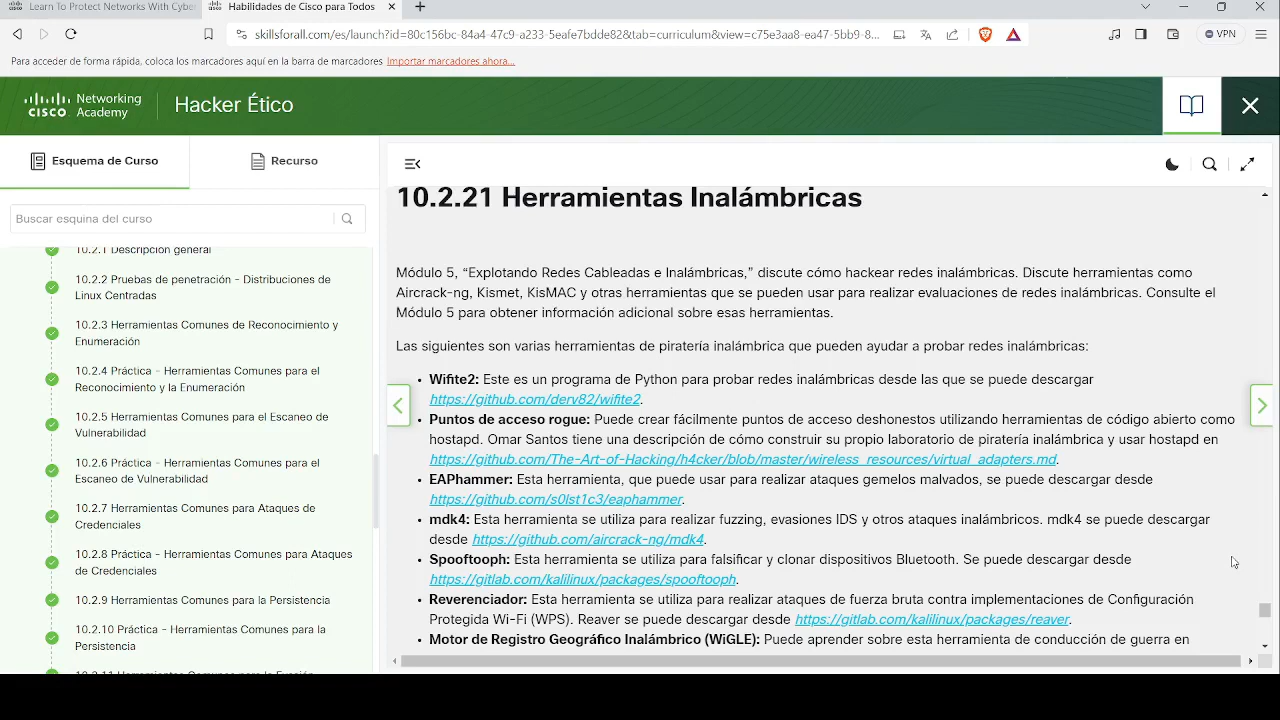 Learn To Protect Networks With Cyber
Habilidades de Cisco para Todos
skillsforall.com/es/launch?id=80c156bc-84a4-47c9-a233-5eafe7bdde82&tab=curriculum&view=c75e3aa8-ea47-5bb9-8...
VPN
Para acceder de forma rápida, coloca los marcadores aquí en la barra de marcadores Importar marcadores ahora...
CISCO Networking Academy
Hacker Ético
Esquema de Curso
Recurso
Buscar esquina del curso
10.2.1 Descripción general
10.2.2 Pruebas de penetración - Distribuciones de
Linux Centradas
10.2.3 Herramientas Comunes de Reconocimiento y
Enumeración
10.2.4 Práctica - Herramientas Comunes para el
Reconocimiento y la Enumeración
10.2.5 Herramientas Comunes para el Escaneo de
Vulnerabilidad
10.2.6 Práctica - Herramientas Comunes para el
Escaneo de Vulnerabilidad
10.2.7 Herramientas Comunes para Ataques de
Credenciales
10.2.8 Práctica - Herramientas Comunes para Ataques
de Credenciales
10.2.9 Herramientas Comunes para la Persistencia
10.2.10 Práctica - Herramientas Comunes para la
Persistencia
10.2.21 Herramientas Inalámbricas
Módulo 5, “Explotando Redes Cableadas e Inalámbricas,” discute cómo hackear redes inalámbricas. Discute herramientas como
Aircrack-ng, Kismet, KisMAC y otras herramientas que se pueden usar para realizar evaluaciones de redes inalámbricas. Consulte el
Módulo 5 para obtener información adicional sobre esas herramientas.
Las siguientes son varias herramientas de piratería inalámbrica que pueden ayudar a probar redes inalámbricas:
• Wifite2: Este es un programa de Python para probar redes inalámbricas desde las que se puede descargar
https://github.com/derv82/wifite2.
• Puntos de acceso rogue: Puede crear fácilmente puntos de acceso deshonestos utilizando herramientas de código abierto como
hostapd. Omar Santos tiene una descripción de cómo construir su propio laboratorio de piratería inalámbrica y usar hostapd en
https://github.com/The-Art-of-Hacking/h4cker/blob/master/wireless_resources/virtual_adapters.md.
• EAPhammer: Esta herramienta, que puede usar para realizar ataques gemelos malvados, se puede descargar desde
https://github.com/s0lst1c3/eaphammer.
• mdk4: Esta herramienta se utiliza para realizar fuzzing, evasiones IDS y otros ataques inalámbricos. mdk4 se puede descargar
desde https://github.com/aircrack-ng/mdk4.
• Spooftooph: Esta herramienta se utiliza para falsificar y clonar dispositivos Bluetooth. Se puede descargar desde
https://gitlab.com/kalilinux/packages/spooftooph.
• Reverenciador: Esta herramienta se utiliza para realizar ataques de fuerza bruta contra implementaciones de Configuración
Protegida Wi-Fi (WPS). Reaver se puede descargar desde https://gitlab.com/kalilinux/packages/reaver.
• Motor de Registro Geográfico Inalámbrico (WiGLE): Puede aprender sobre esta herramienta de conducción de guerra en